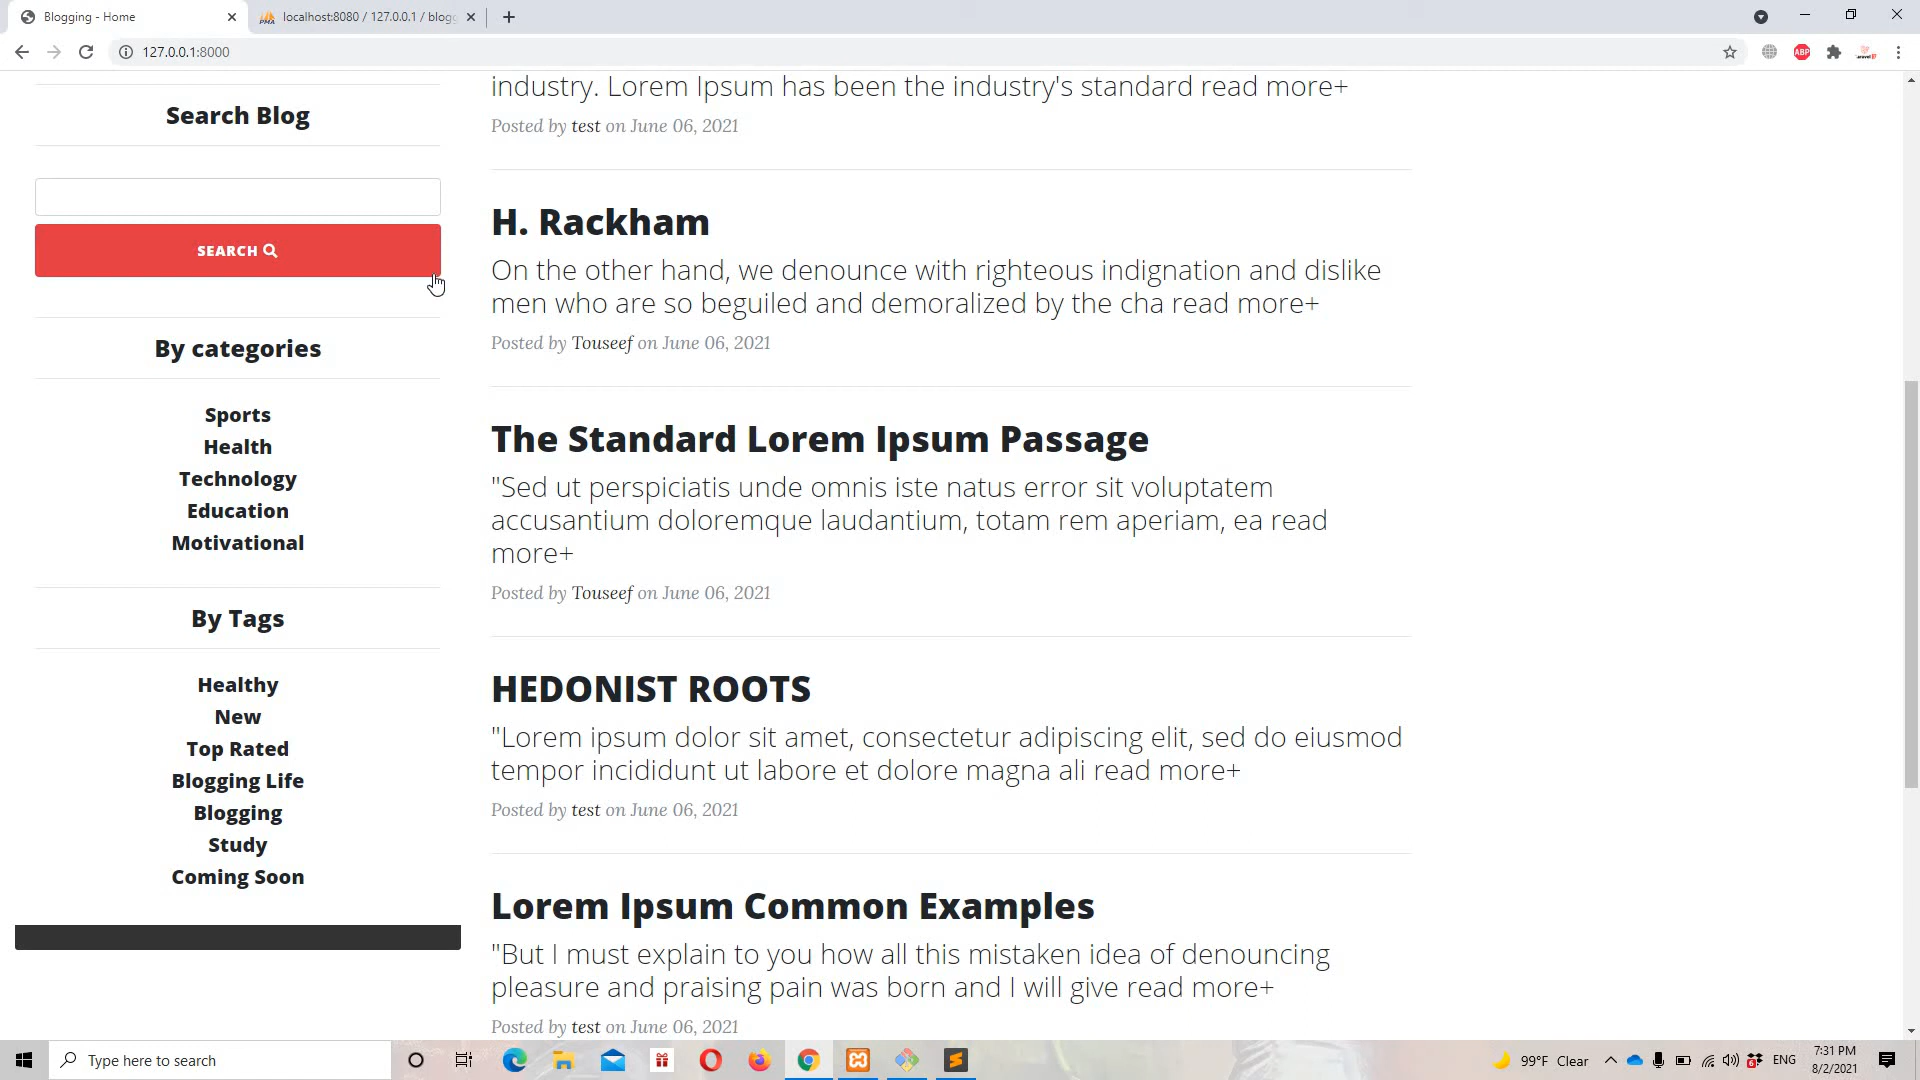 Blogging - Home
localhost:8080 / 127.0.0.1 / blogg
127.0.0.1:8000
ABP
Search Blog
SEARCH
By categories
Sports
Health
Technology
Education
Motivational
By Tags
Healthy
New
Top Rated
Blogging Life
Blogging
Study
Coming Soon
industry. Lorem Ipsum has been the industry's standard read more+
Posted by test on June 06, 2021
H. Rackham
On the other hand, we denounce with righteous indignation and dislike
men who are so beguiled and demoralized by the cha read more+
Posted by Touseef on June 06, 2021
The Standard Lorem Ipsum Passage
"Sed ut perspiciatis unde omnis iste natus error sit voluptatem
accusantium doloremque laudantium, totam rem aperiam, ea read
more+
Posted by Touseef on June 06, 2021
HEDONIST ROOTS
"Lorem ipsum dolor sit amet, consectetur adipiscing elit, sed do eiusmod
tempor incididunt ut labore et dolore magna ali read more+
Posted by test on June 06, 2021
Lorem Ipsum Common Examples
"But I must explain to you how all this mistaken idea of denouncing
pleasure and praising pain was born and I will give read more+
Posted by test on June 06, 2021
Type here to search
99°F Clear
ENG
7:31 PM
8/2/2021